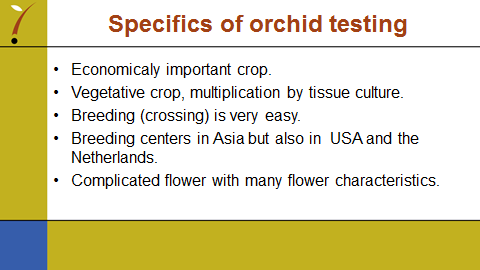 Specifics of orchid testing
• Economicaly important crop.
• Vegetative crop, multiplication by tissue culture.
• Breeding (crossing) is very easy.
• Breeding centers in Asia but also in USA and the
Netherlands.
• Complicated flower with many flower characteristics.